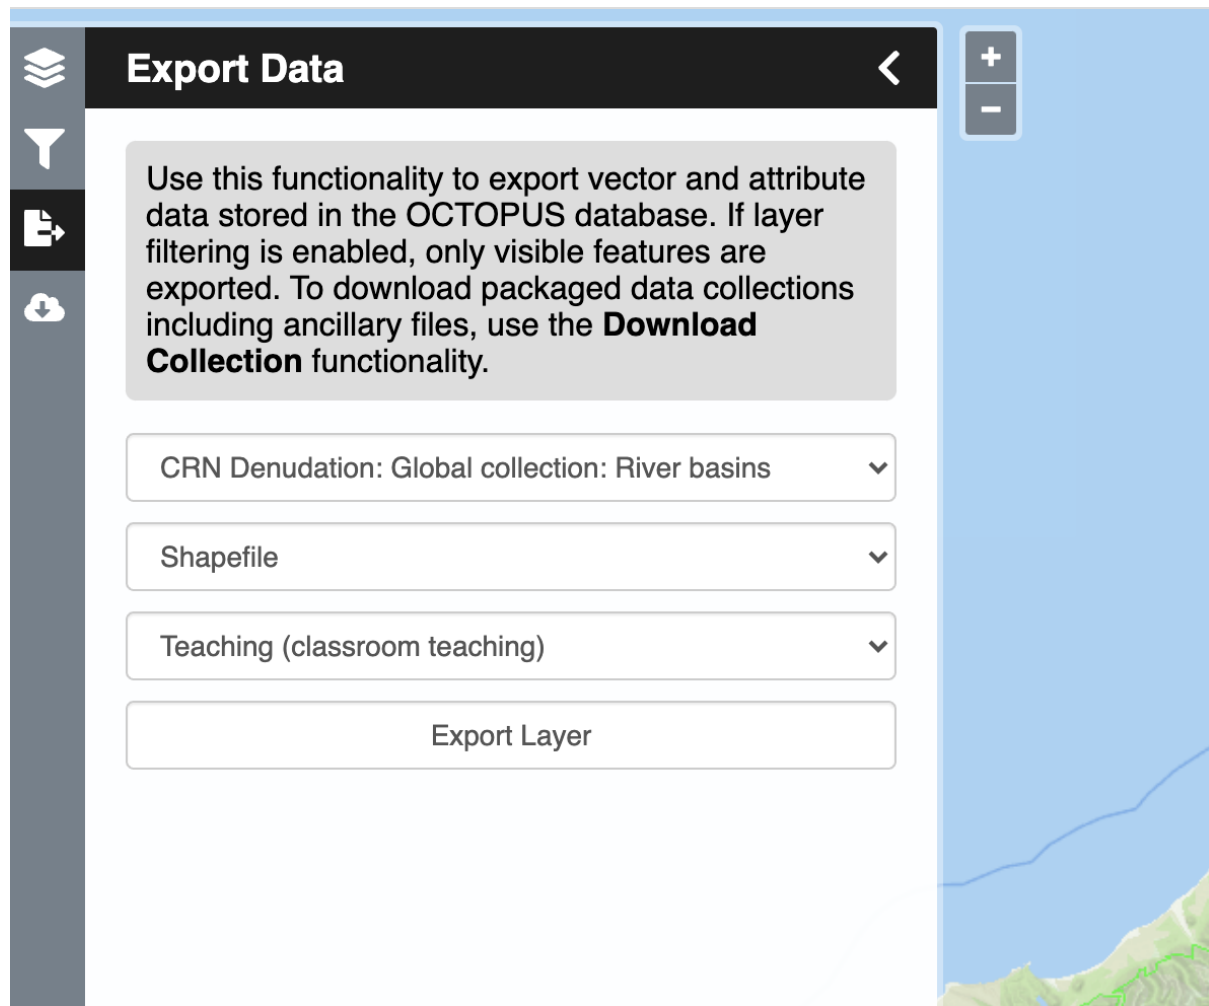 Export Data
Use this functionality to export vector and attribute
data stored in the OCTOPUS database. If layer
filtering is enabled, only visible features are
exported. To download packaged data collections
including ancillary files, use the Download
Collection functionality.
CRN Denudation: Global collection: River basins
Shapefile
Teaching (classroom teaching)
Export Layer
+
−